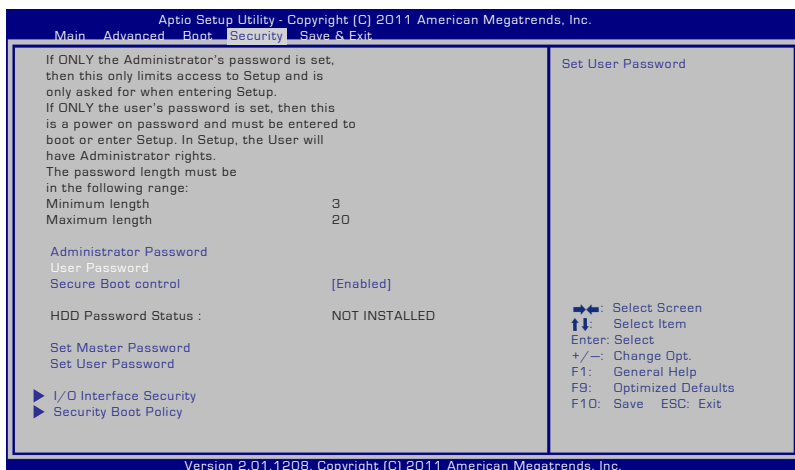 Aptio Setup Utility - Copyright (C) 2011 American Megatrends, Inc.
Main Advanced Boot Security Save & Exit
If ONLY the Administrator's password is set,
then this only limits access to Setup and is
only asked for when entering Setup.
If ONLY the user's password is set, then this
is a power on password and must be entered to
boot or enter Setup. In Setup, the User will
have Administrator rights.
The password length must be
in the following range:
Minimum length 3
Maximum length 20
Administrator Password
User Password
Secure Boot control [Enabled]
HDD Password Status : NOT INSTALLED
Set Master Password
Set User Password
I/O Interface Security
Security Boot Policy
Set User Password
→←: Select Screen
↑↓: Select Item
Enter: Select
+/—: Change Opt.
F1: General Help
F9: Optimized Defaults
F10: Save ESC: Exit
Version 2.01.1208. Copyright (C) 2011 American Megatrends, Inc.